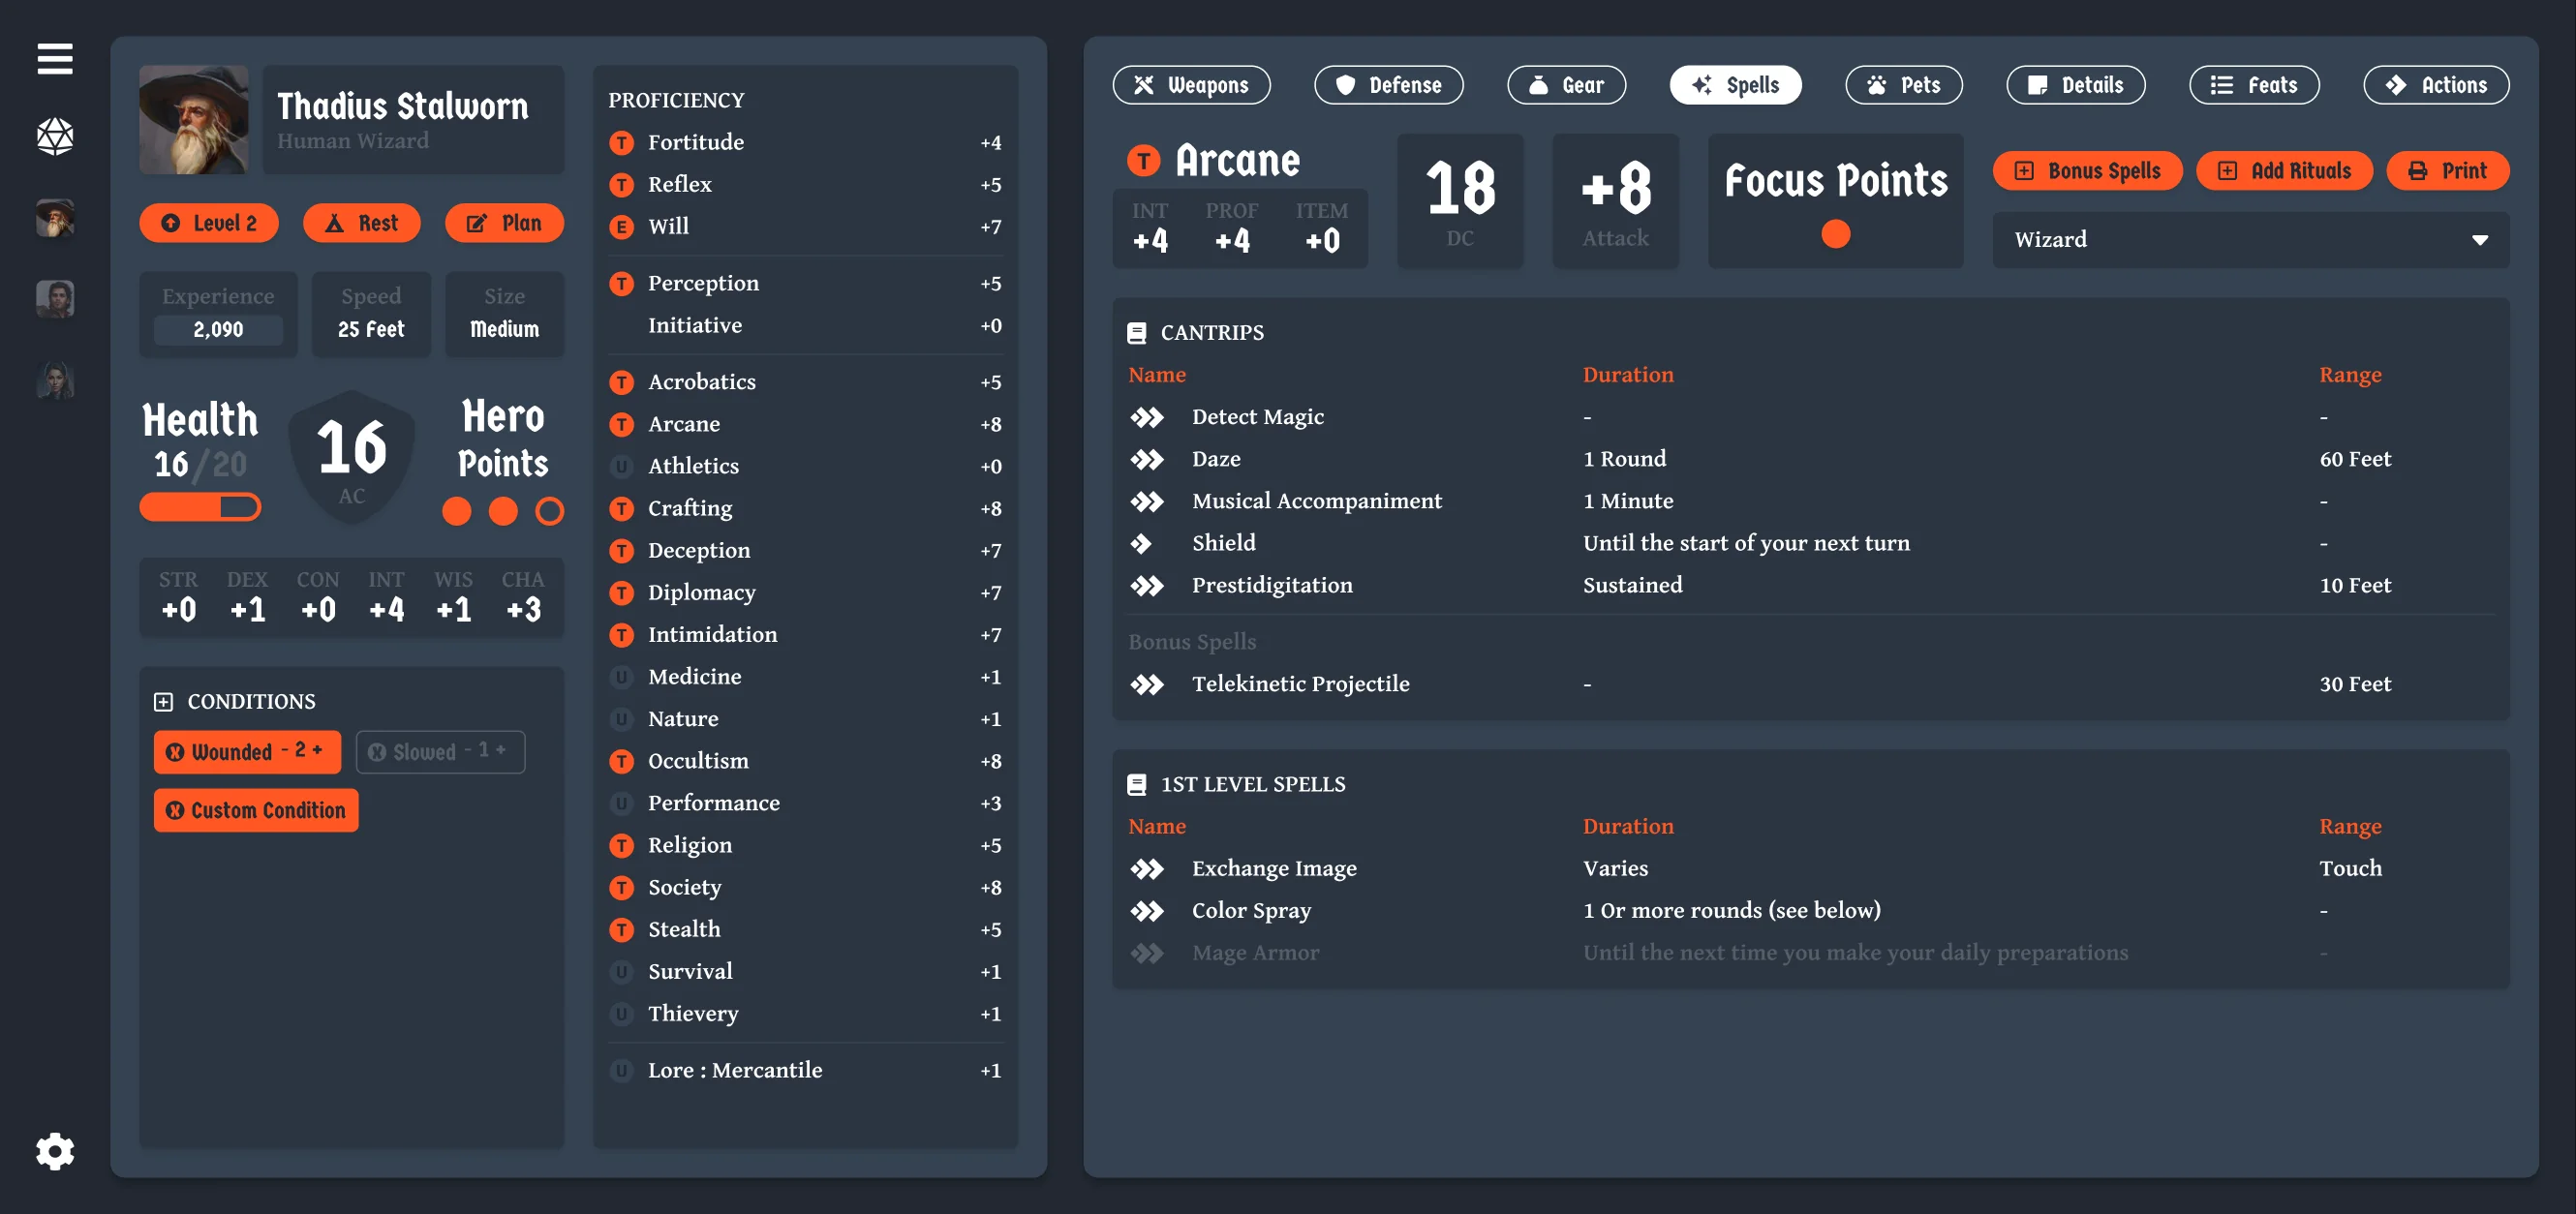 Thadius Stalworn
Human Wizard
Level 2
Rest
Plan
Experience
2,090
Speed
25 Feet
Size
Medium
Health
16/20
16
AC
Hero
Points
STR DEX CON INT WIS CHA
+0 +1 +0 +4 +1 +3
CONDITIONS
Wounded - 2 +
Slowed - 1 +
Custom Condition
PROFICIENCY
T Fortitude +4
T Reflex +5
E Will +7
T Perception +5
Initiative +0
T Acrobatics +5
T Arcane +8
U Athletics +0
T Crafting +8
T Deception +7
T Diplomacy +7
T Intimidation +7
U Medicine +1
U Nature +1
T Occultism +8
U Performance +3
T Religion +5
T Society +8
T Stealth +5
U Survival +1
U Thievery +1
U Lore : Mercantile +1
Weapons
Defense
Gear
Spells
Pets
Details
Feats
Actions
T Arcane
INT PROF ITEM
+4 +4 +0
18
DC
+8
Attack
Focus Points
Bonus Spells
Add Rituals
Print
Wizard
CANTRIPS
Name Duration Range
Detect Magic - -
Daze 1 Round 60 Feet
Musical Accompaniment 1 Minute -
Shield Until the start of your next turn -
Prestidigitation Sustained 10 Feet
Bonus Spells
Telekinetic Projectile - 30 Feet
1ST LEVEL SPELLS
Name Duration Range
Exchange Image Varies Touch
Color Spray 1 Or more rounds (see below) -
Mage Armor Until the next time you make your daily preparations -